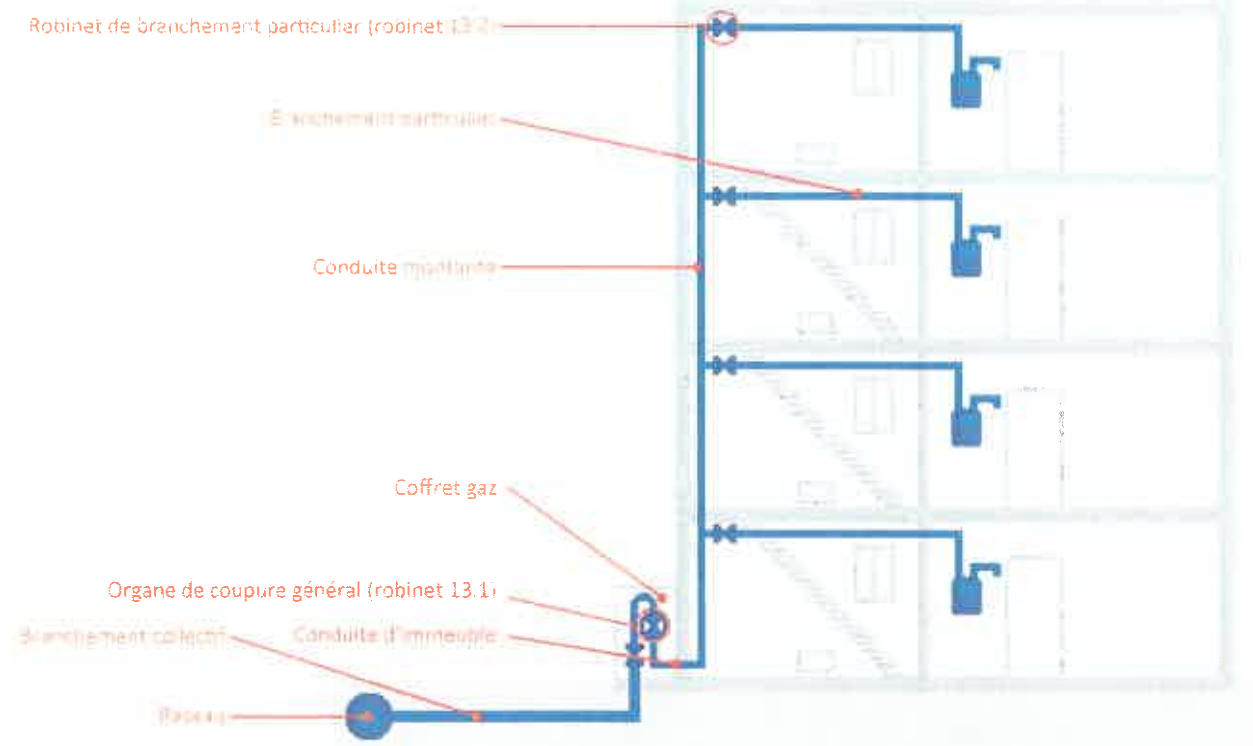 Robinet de branchement particulier (robinet 13.2)
Branchement particulier
Conduite montante
Coffret gaz
Organe de coupure général (robinet 13.1)
Branchement collectif
Conduite d'immeuble
Réseau